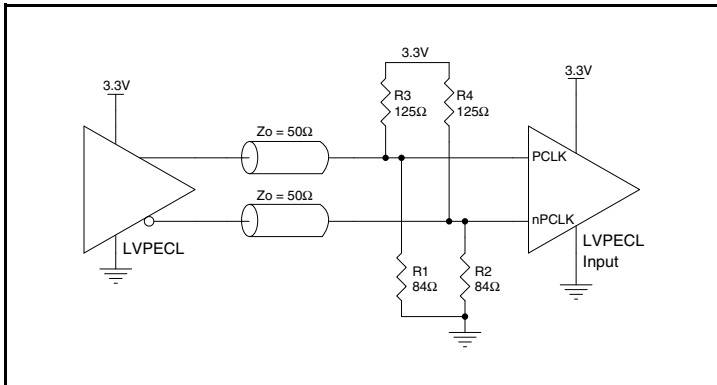 3.3V
3.3V
3.3V
R3
125Ω
R4
125Ω
Zo = 50Ω
PCLK
Zo = 50Ω
nPCLK
LVPECL
LVPECL
Input
R1
84Ω
R2
84Ω